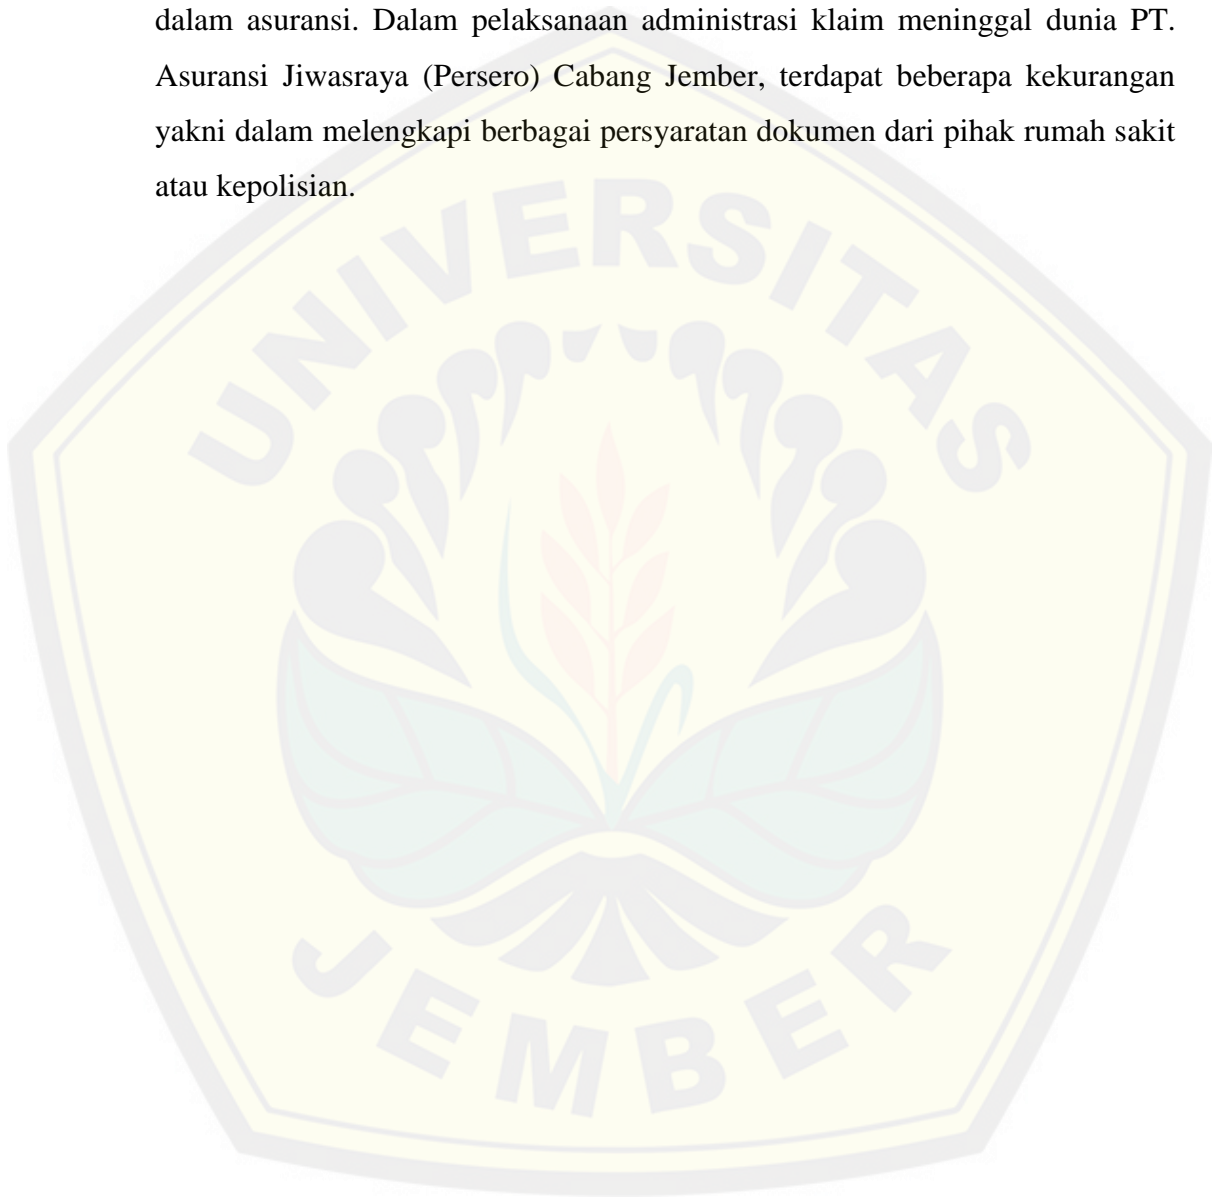 dalam asuransi. Dalam pelaksanaan administrasi klaim meninggal dunia PT.
Asuransi Jiwasraya (Persero) Cabang Jember, terdapat beberapa kekurangan
yakni dalam melengkapi berbagai persyaratan dokumen dari pihak rumah sakit
atau kepolisian.
UNIVERSITAS
JEMBER